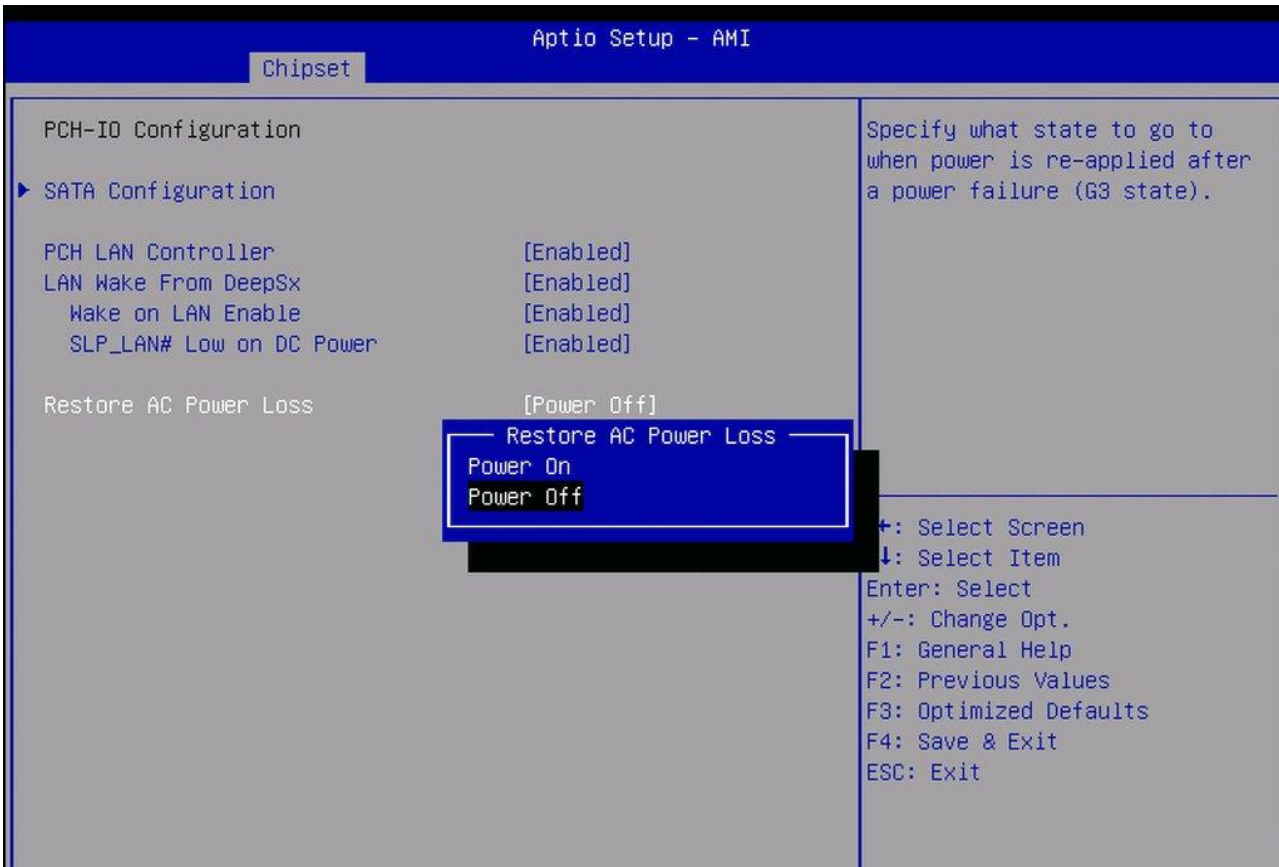 Aptio Setup - AMI
Chipset
PCH-IO Configuration
SATA Configuration
PCH LAN Controller [Enabled]
LAN Wake From DeepSx [Enabled]
Wake on LAN Enable [Enabled]
SLP_LAN# Low on DC Power [Enabled]
Restore AC Power Loss [Power Off]
Restore AC Power Loss
Power On
Power Off
Specify what state to go to
when power is re-applied after
a power failure (G3 state).
: Select Screen
↓: Select Item
Enter: Select
+/-: Change Opt.
F1: General Help
F2: Previous Values
F3: Optimized Defaults
F4: Save & Exit
ESC: Exit